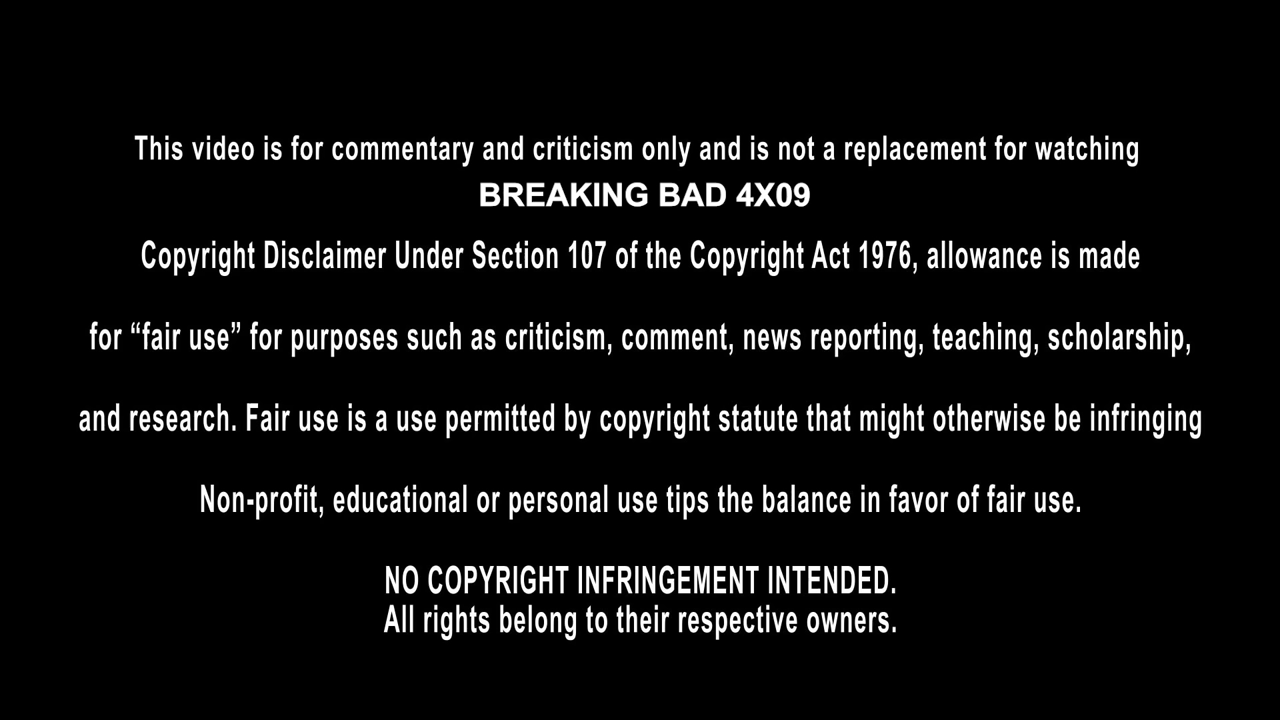 This video is for commentary and criticism only and is not a replacement for watching
BREAKING BAD 4X09
Copyright Disclaimer Under Section 107 of the Copyright Act 1976, allowance is made
for “fair use” for purposes such as criticism, comment, news reporting, teaching, scholarship,
and research. Fair use is a use permitted by copyright statute that might otherwise be infringing
Non-profit, educational or personal use tips the balance in favor of fair use.
NO COPYRIGHT INFRINGEMENT INTENDED.
All rights belong to their respective owners.